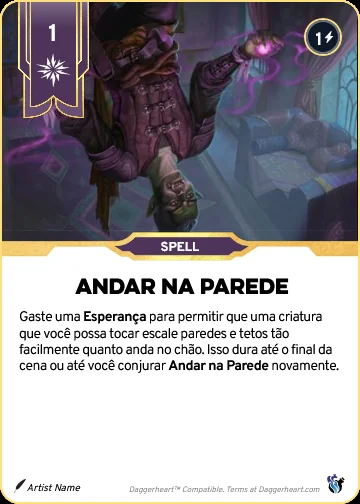 1
1
SPELL
ANDAR NA PAREDE
Gaste uma Esperança para permitir que uma criatura
que você possa tocar escale paredes e tetos tão
facilmente quanto anda no chão. Isso dura até o final da
cena ou até você conjurar Andar na Parede novamente.
Artist Name
Daggerheart™ Compatible. Terms at Daggerheart.com